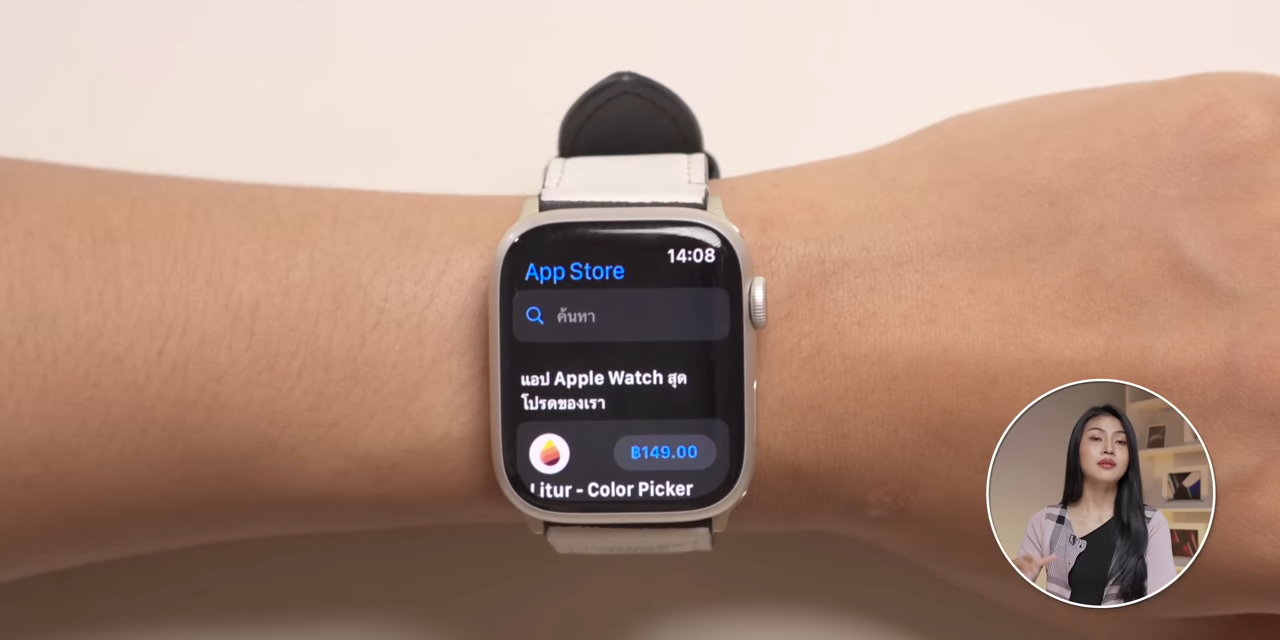 14:08
App Store
ค้นหา
แอป Apple Watch สุด
โปรดของเรา
฿149.00
Litur - Color Picker